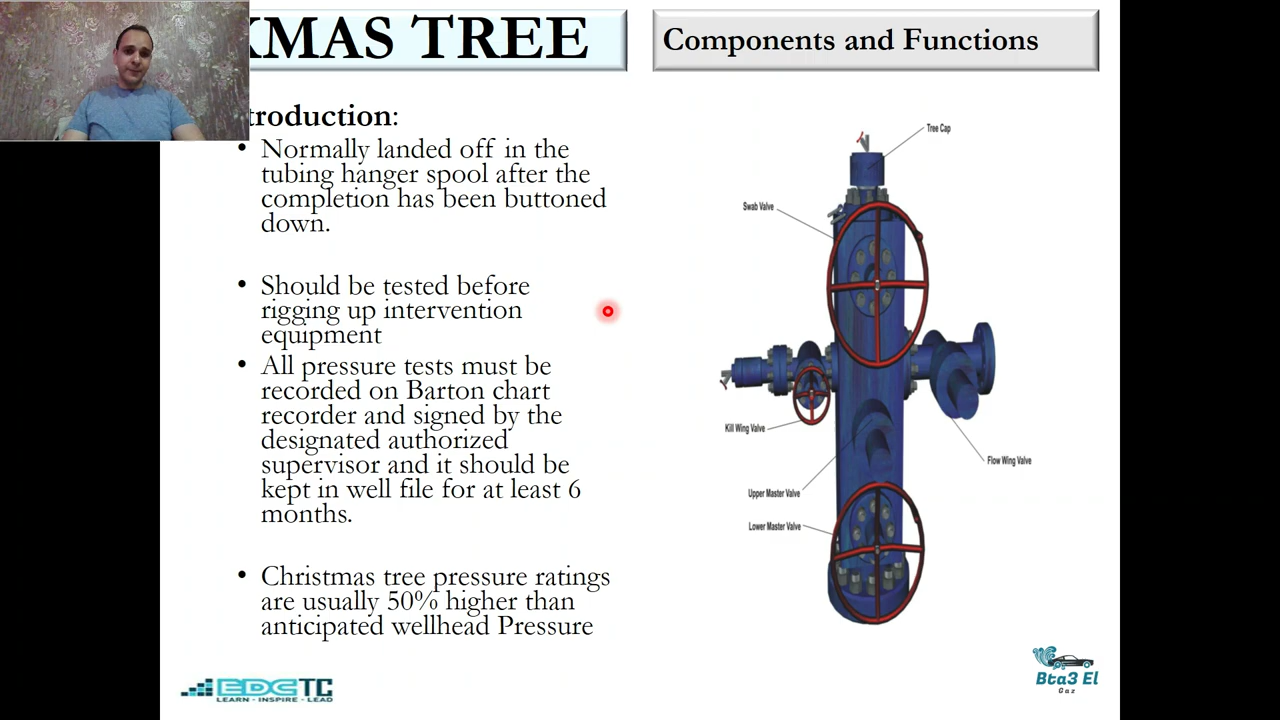 XMAS TREE
Components and Functions
troduction:
• Normally landed off in the
tubing hanger spool after the
completion has been buttoned
down.
• Should be tested before
rigging up intervention
equipment
• All pressure tests must be
recorded on Barton chart
recorder and signed by the
designated authorized
supervisor and it should be
kept in well file for at least 6
months.
• Christmas tree pressure ratings
are usually 50% higher than
anticipated wellhead Pressure
Tree Cap
Swab Valve
Kill Wing Valve
Flow Wing Valve
Upper Master Valve
Lower Master Valve
EDCTC
LEARN - INSPIRE - LEAD
Bta3 El
Gaz